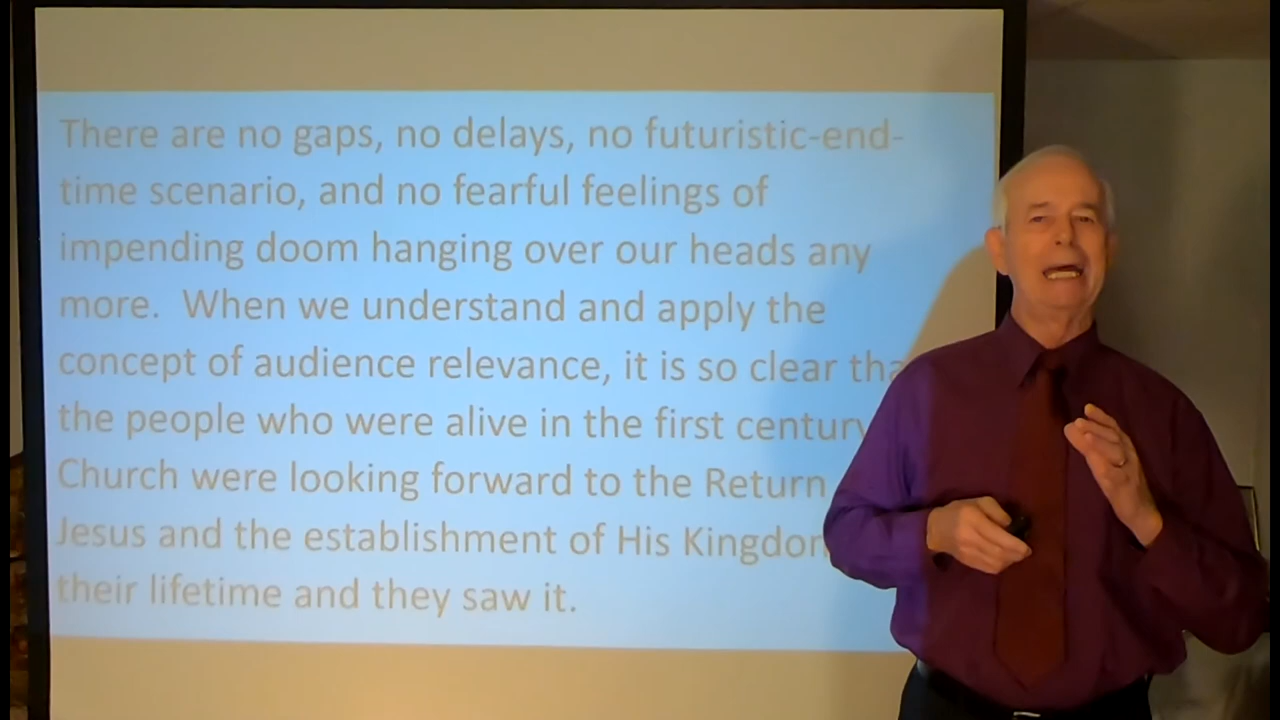 There are no gaps, no delays, no futuristic-end-
time scenario, and no fearful feelings of
impending doom hanging over our heads any
more. When we understand and apply the
concept of audience relevance, it is so clear tha
the people who were alive in the first century
Church were looking forward to the Return
Jesus and the establishment of His Kingdom
their lifetime and they saw it.